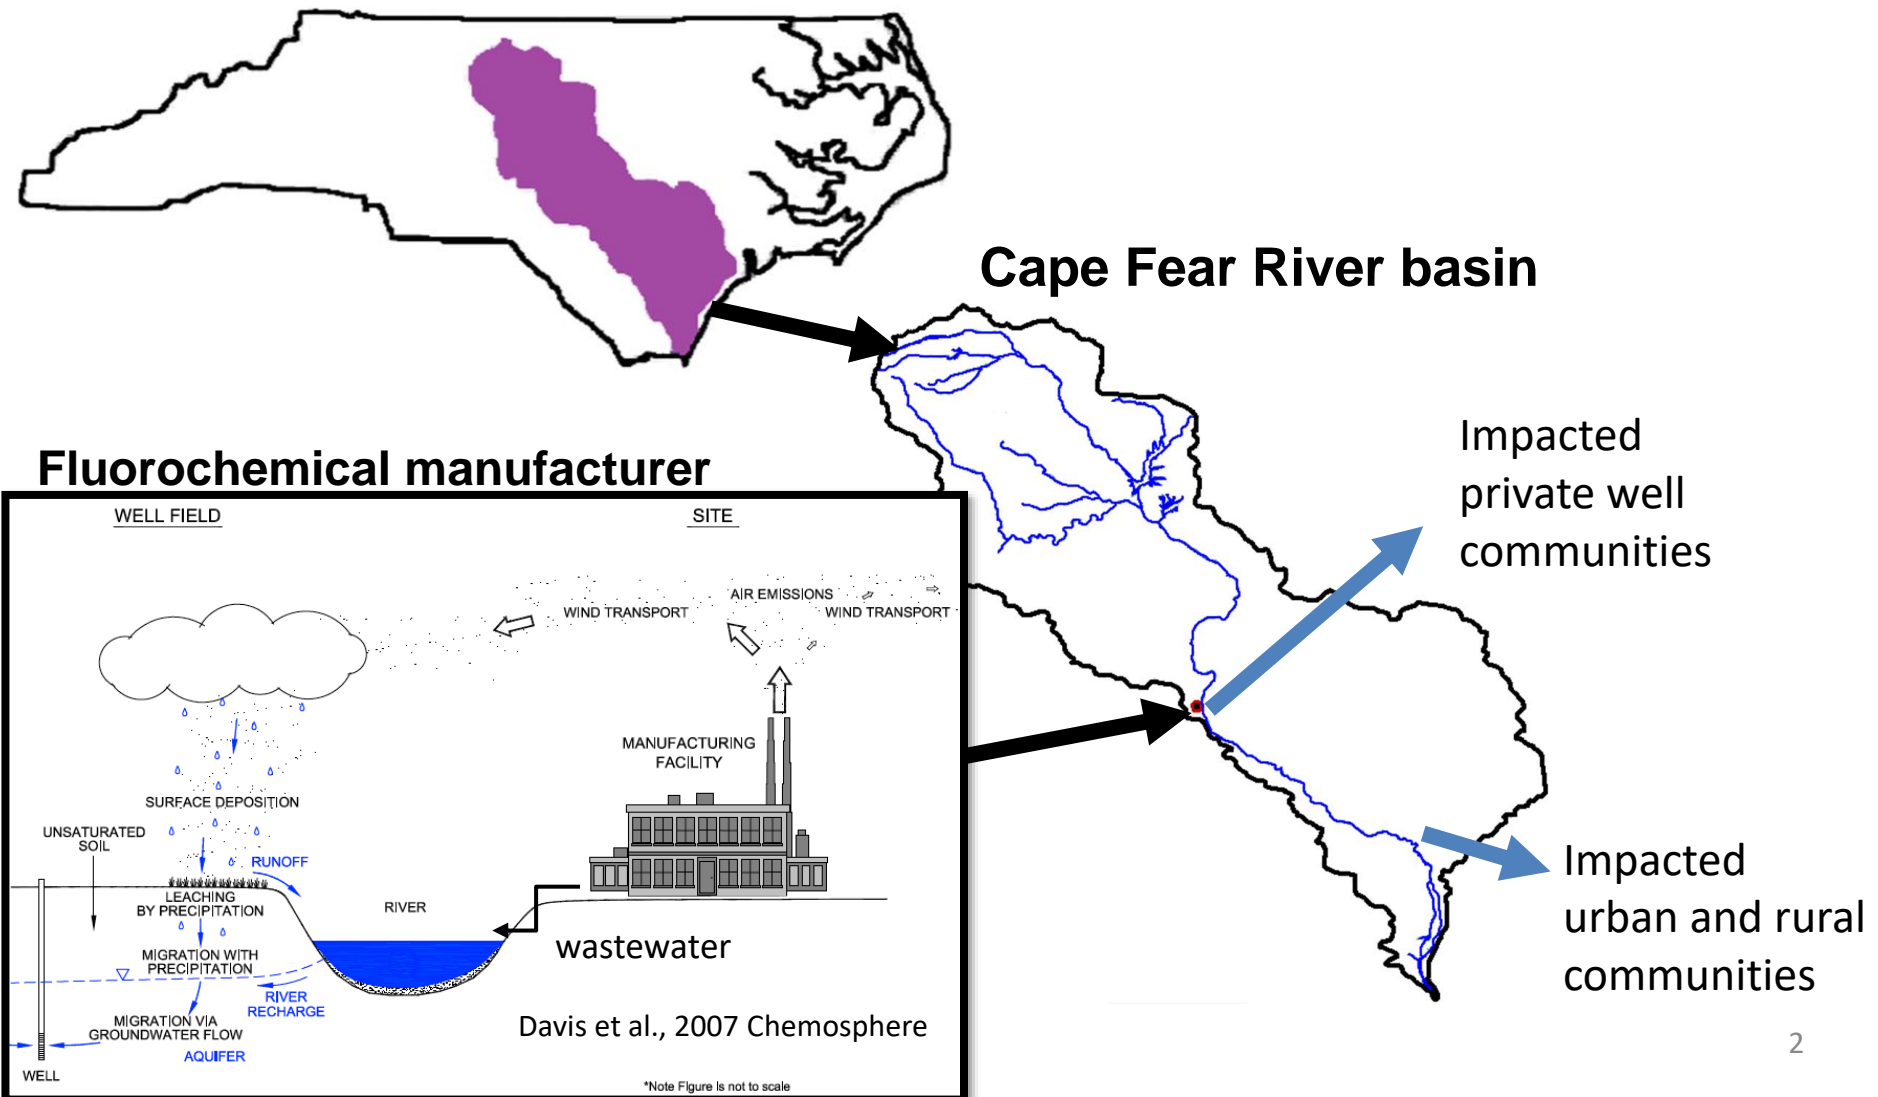 Cape Fear River basin
Fluorochemical manufacturer
Impacted
private well
communities
Impacted
urban and rural
communities
WELL FIELD
SITE
AIR EMISSIONS
WIND TRANSPORT
WIND TRANSPORT
MANUFACTURING
FACILITY
SURFACE DEPOSITION
UNSATURATED
SOIL
RUNOFF
LEACHING
BY PRECIPITATION
RIVER
wastewater
MIGRATION WITH
PRECIPITATION
RIVER
RECHARGE
MIGRATION VIA
GROUNDWATER FLOW
AQUIFER
WELL
Davis et al., 2007 Chemosphere
*Note Figure is not to scale
2